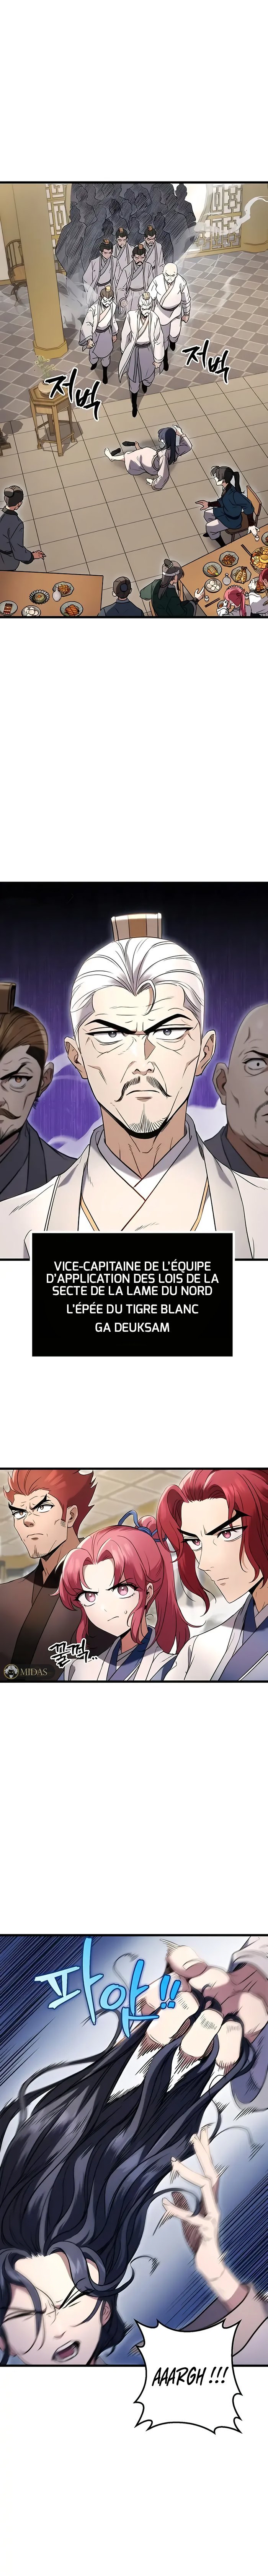 저벅
저벅
VICE-CAPITAINE DE L'ÉQUIPE
D'APPLICATION DES LOIS DE LA
SECTE DE LA LAME DU NORD
L'ÉPÉE DU TIGRE BLANC
GA DEUKSAM
꿀꺽..
MIDAS
파앗!!
AAARGH !!!